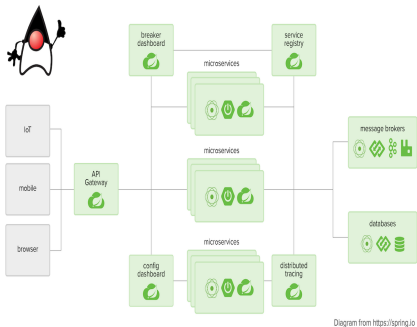 breaker
dashboard
service
registry
microservices
IoT
message brokers
microservices
mobile
API
Gateway
databases
browser
microservices
config
dashboard
distributed
tracing
Diagram from https://spring.io